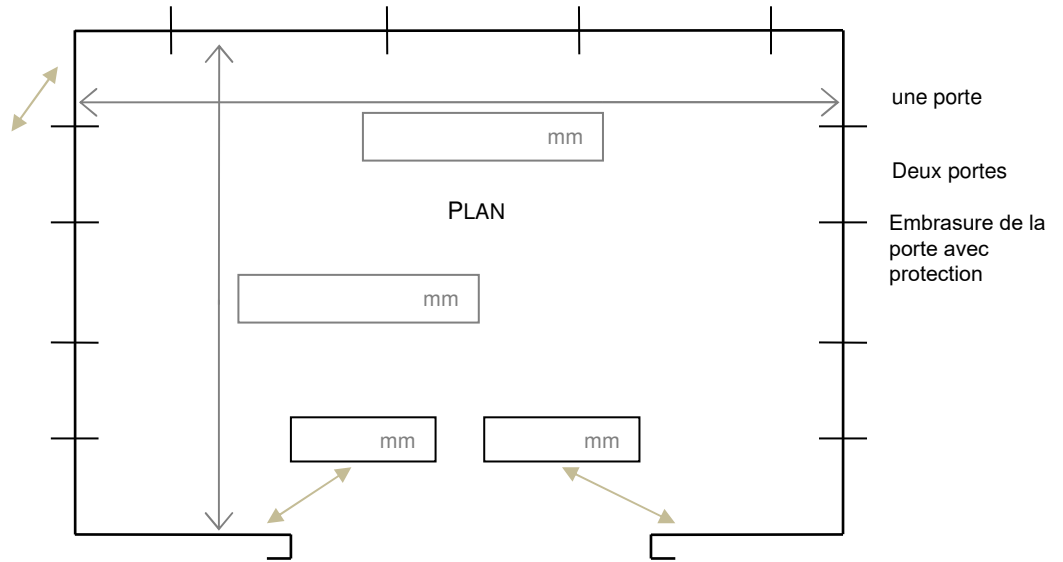 une porte
mm
Deux portes
PLAN
Embrasure de la
porte avec
protection
mm
mm
mm